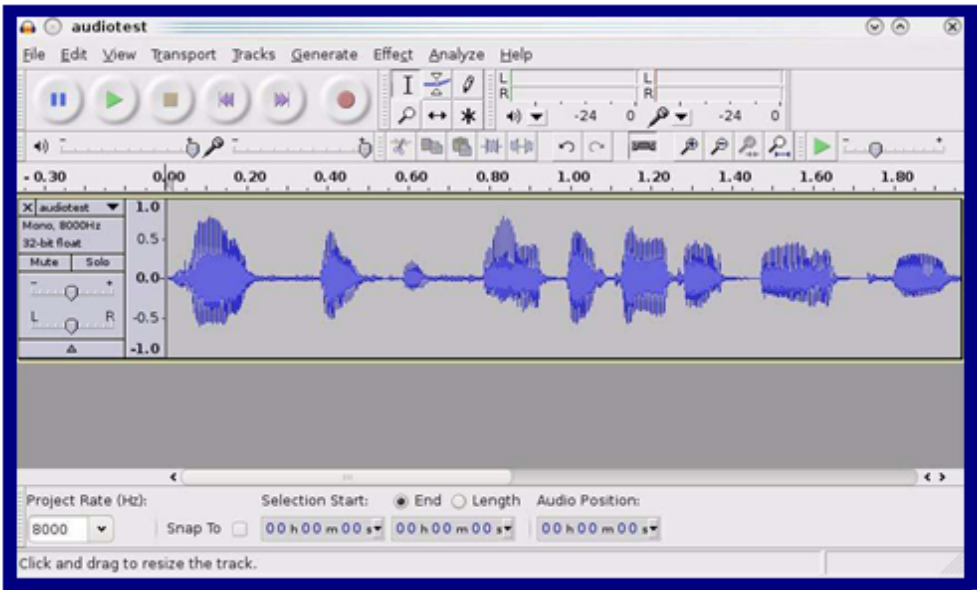 audiotest
File Edit View Transport Tracks Generate Effect Analyze Help
L R -24 0 L R -24 0
- 0.30 0.00 0.20 0.40 0.60 0.80 1.00 1.20 1.40 1.60 1.80
X audiotest
Mono, 8000Hz
32-bit float
Mute Solo
- +
L R
1.0
0.5
0.0
-0.5
-1.0
Project Rate (Hz): Selection Start: End Length Audio Position:
8000 Snap To 00 h 00 m 00 s 00 h 00 m 00 s 00 h 00 m 00 s
Click and drag to resize the track.